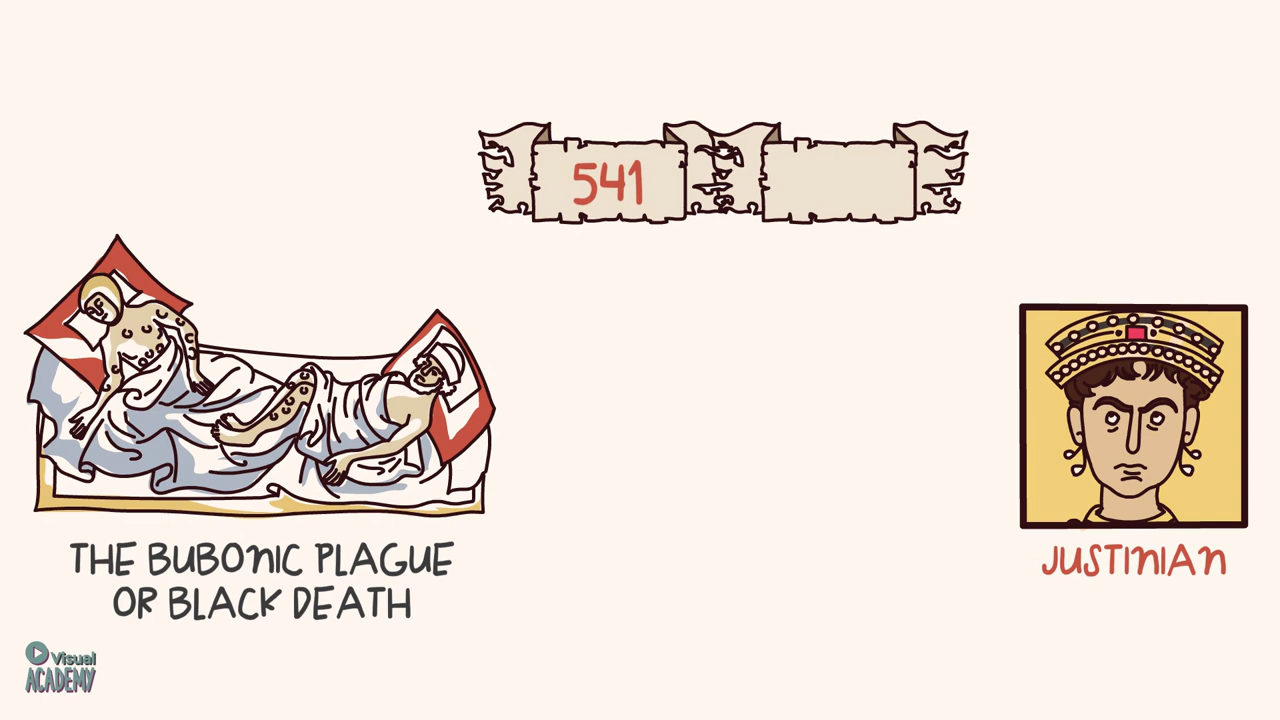 541
THE BUBONIC PLAGUE
OR BLACK DEATH
JUSTINIAN
Visual
ACADEMY